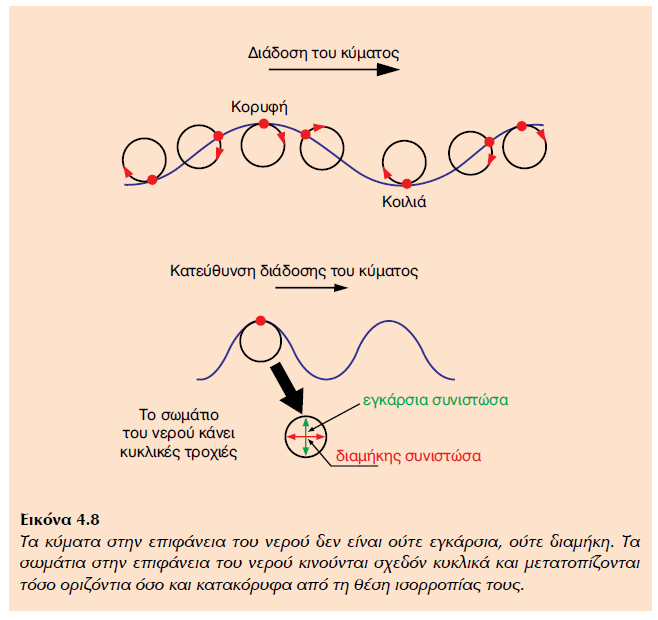 Διάδοση του κύματος
Κορυφή
Κοιλιά
Κατεύθυνση διάδοσης του κύματος
εγκάρσια συνιστώσα
Το σωμάτιο
του νερού κάνει
κυκλικές τροχιές
διαμήκης συνιστώσα
Εικόνα 4.8
Τα κύματα στην επιφάνεια του νερού δεν είναι ούτε εγκάρσια, ούτε διαμήκη. Τα
σωμάτια στην επιφάνεια του νερού κινούνται σχεδόν κυκλικά και μετατοπίζονται
τόσο οριζόντια όσο και κατακόρυφα από τη θέση ισορροπίας τους.